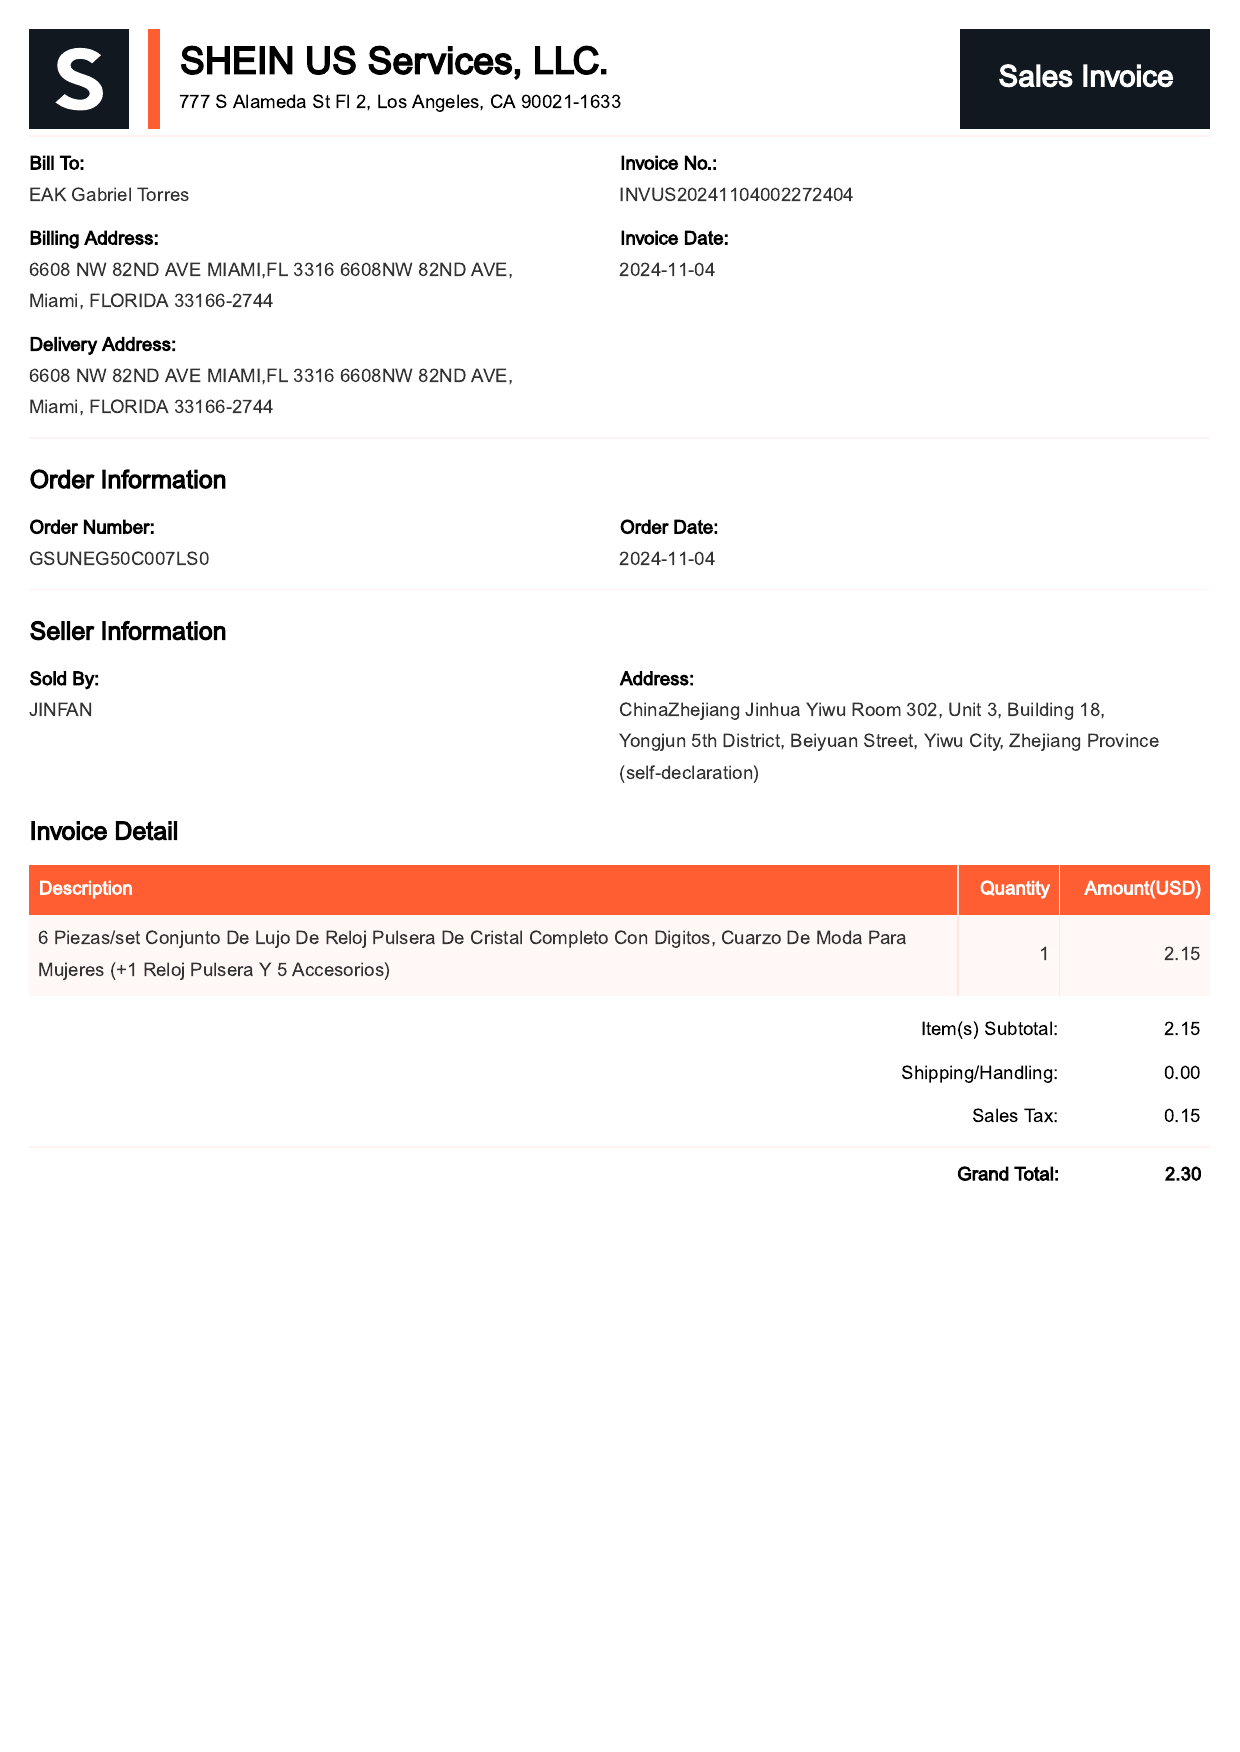 S
SHEIN US Services, LLC.
777 S Alameda St Fl 2, Los Angeles, CA 90021-1633
Sales Invoice
Bill To:
EAK Gabriel Torres
Invoice No.:
INVUS20241104002272404
Billing Address:
6608 NW 82ND AVE MIAMI,FL 3316 6608NW 82ND AVE,
Miami, FLORIDA 33166-2744
Invoice Date:
2024-11-04
Delivery Address:
6608 NW 82ND AVE MIAMI,FL 3316 6608NW 82ND AVE,
Miami, FLORIDA 33166-2744
Order Information
Order Number:
GSUNEG50C007LS0
Order Date:
2024-11-04
Seller Information
Sold By:
JINFAN
Address:
ChinaZhejiang Jinhua Yiwu Room 302, Unit 3, Building 18,
Yongjun 5th District, Beiyuan Street, Yiwu City, Zhejiang Province
(self-declaration)
Invoice Detail
Description Quantity Amount(USD)
6 Piezas/set Conjunto De Lujo De Reloj Pulsera De Cristal Completo Con Digitos, Cuarzo De Moda Para
Mujeres (+1 Reloj Pulsera Y 5 Accesorios)
1 2.15
Item(s) Subtotal: 2.15
Shipping/Handling: 0.00
Sales Tax: 0.15
Grand Total: 2.30